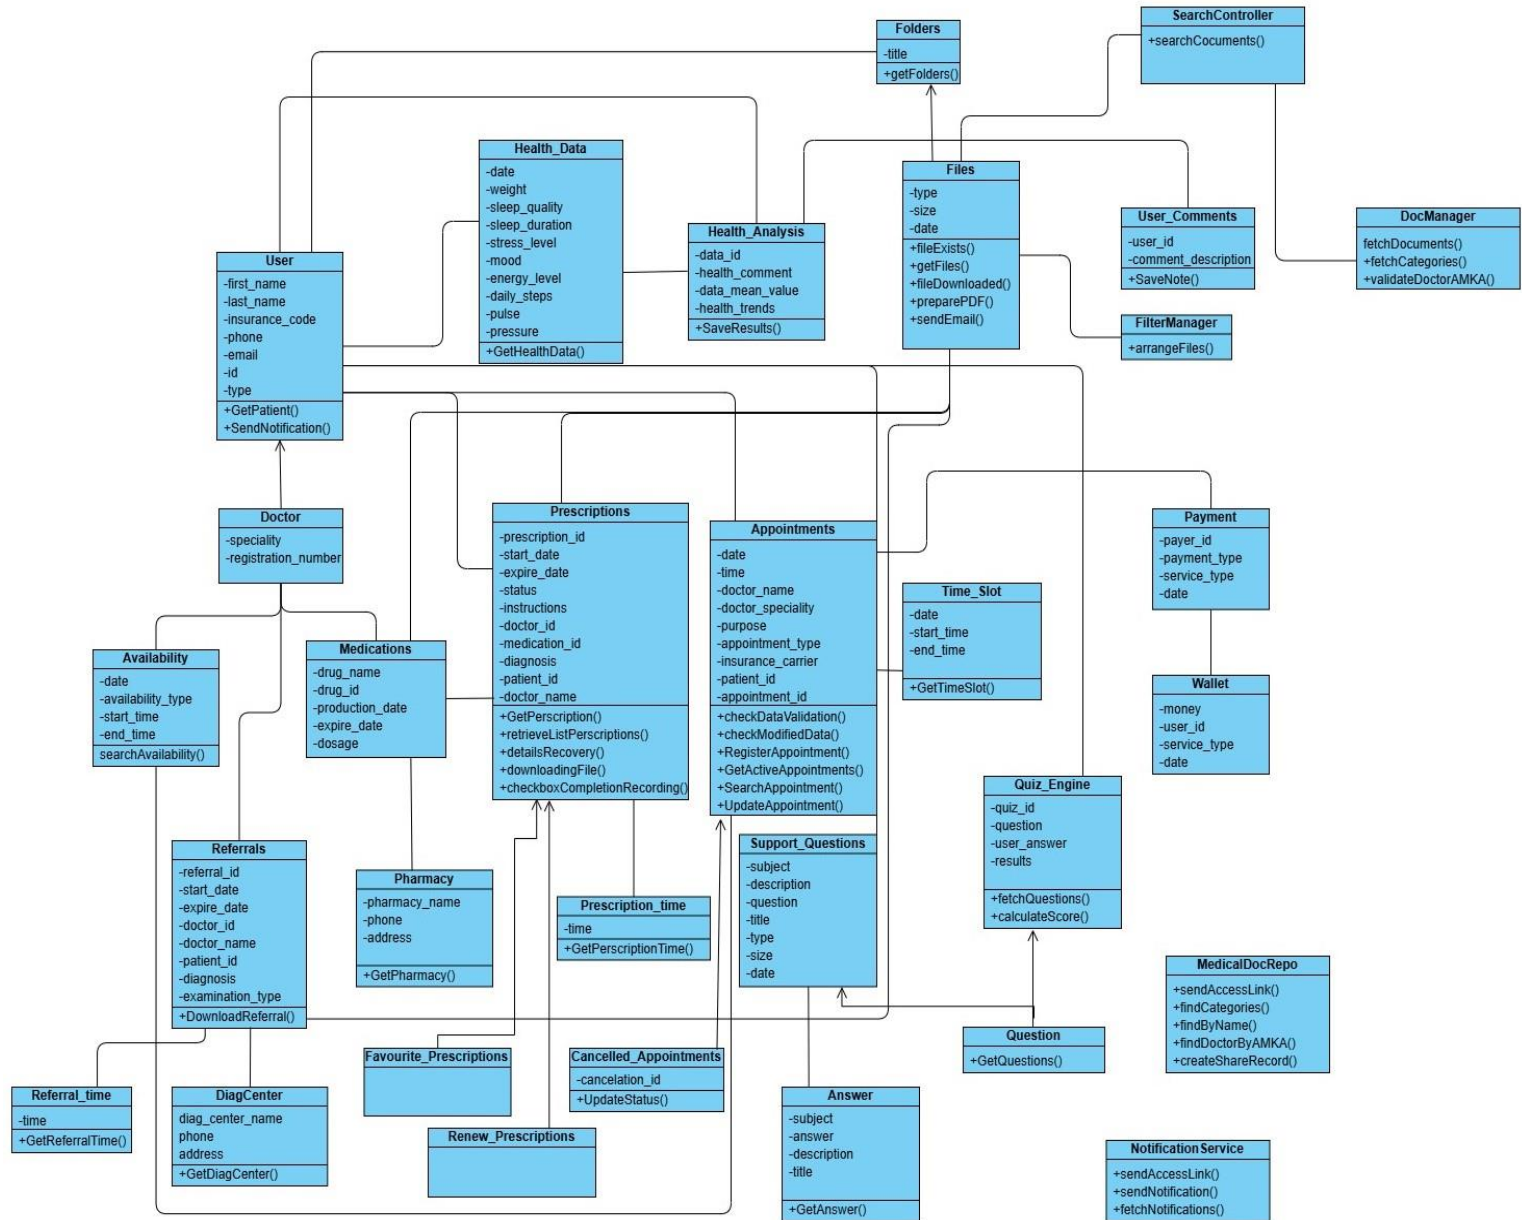 Folders
-title
+getFolders()
SearchController
+searchCocuments()
Health_Data
-date
-weight
-sleep_quality
-sleep_duration
-stress_level
-mood
-energy_level
-daily_steps
-pulse
-pressure
+GetHealthData()
Files
-type
-size
-date
+fileExists()
+getFiles()
+fileDownloaded()
+preparePDF()
+sendEmail()
Health_Analysis
-data_id
-health_comment
-data_mean_value
-health_trends
+SaveResults()
User_Comments
-user_id
-comment_description
+SaveNote()
DocManager
fetchDocuments()
+fetchCategories()
+validateDoctorAMKA()
User
-first_name
-last_name
-insurance_code
-phone
-email
-id
-type
+GetPatient()
+SendNotification()
FilterManager
+arrangeFiles()
Doctor
-speciality
-registration_number
Prescriptions
-prescription_id
-start_date
-expire_date
-status
-instructions
-doctor_id
-medication_id
-diagnosis
-patient_id
-doctor_name
+GetPerscription()
+retrieveListPerscriptions()
+detailsRecovery()
+downloadingFile()
+checkboxCompletionRecording()
Appointments
-date
-time
-doctor_name
-doctor_speciality
-purpose
-appointment_type
-insurance_carrier
-patient_id
-appointment_id
+checkDataValidation()
+checkModifiedData()
+RegisterAppointment()
+GetActiveAppointments()
+SearchAppointment()
+UpdateAppointment()
Payment
-payer_id
-payment_type
-service_type
-date
Time_Slot
-date
-start_time
-end_time
+GetTimeSlot()
Availability
-date
-availability_type
-start_time
-end_time
searchAvailability()
Medications
-drug_name
-drug_id
-production_date
-expire_date
-dosage
Wallet
-money
-user_id
-service_type
-date
Quiz_Engine
-quiz_id
-question
-user_answer
-results
+fetchQuestions()
+calculateScore()
Referrals
-referral_id
-start_date
-expire_date
-doctor_id
-doctor_name
-patient_id
-diagnosis
-examination_type
+DownloadReferral()
Pharmacy
-pharmacy_name
-phone
-address
+GetPharmacy()
Prescription_time
-time
+GetPerscriptionTime()
Support_Questions
-subject
-description
-question
-title
-type
-size
-date
MedicalDocRepo
+sendAccessLink()
+findCategories()
+findByName()
+findDoctorByAMKA()
+createShareRecord()
Question
+GetQuestions()
Favourite_Prescriptions
Cancelled_Appointments
-cancelation_id
+UpdateStatus()
Referral_time
-time
+GetReferralTime()
DiagCenter
diag_center_name
phone
address
+GetDiagCenter()
Renew_Prescriptions
Answer
-subject
-answer
-description
-title
+GetAnswer()
NotificationService
+sendAccessLink()
+sendNotification()
+fetchNotifications()